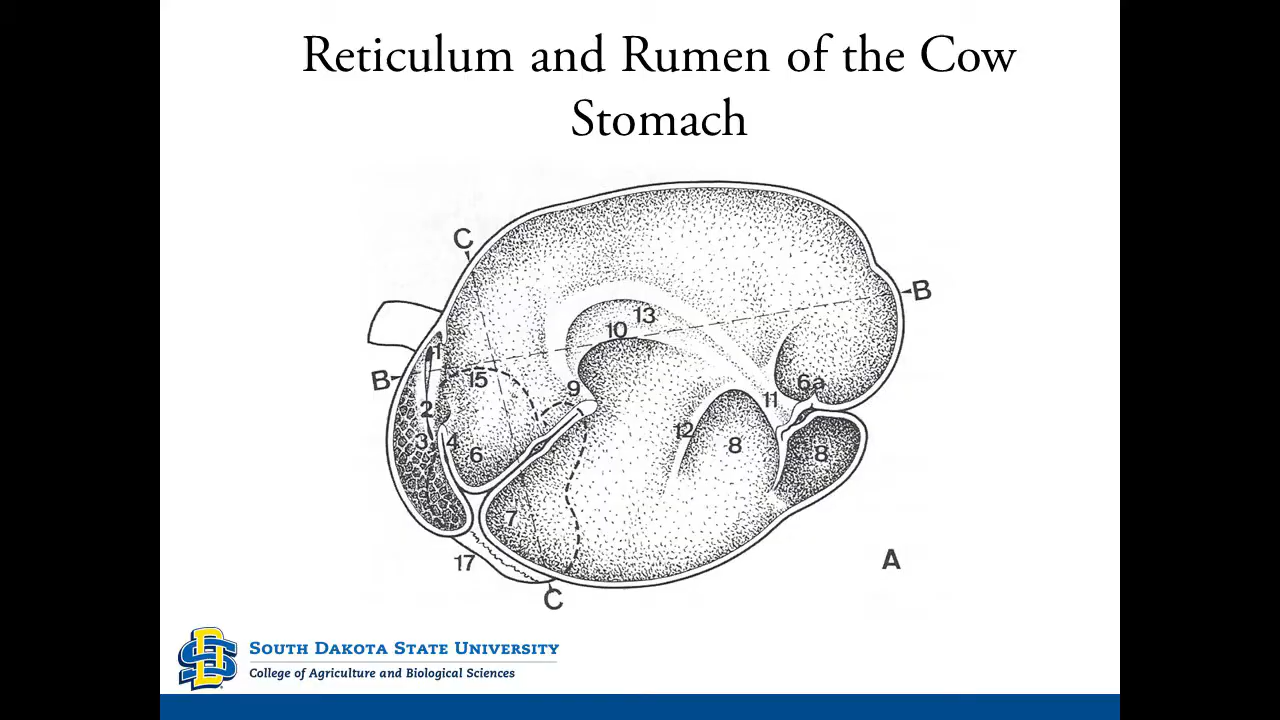 Reticulum and Rumen of the Cow
Stomach
C
B
13
10
1
B
15
9
6a
11
2
12
3
4
8
6
8
7
17
A
C
SOUTH DAKOTA STATE UNIVERSITY
College of Agriculture and Biological Sciences